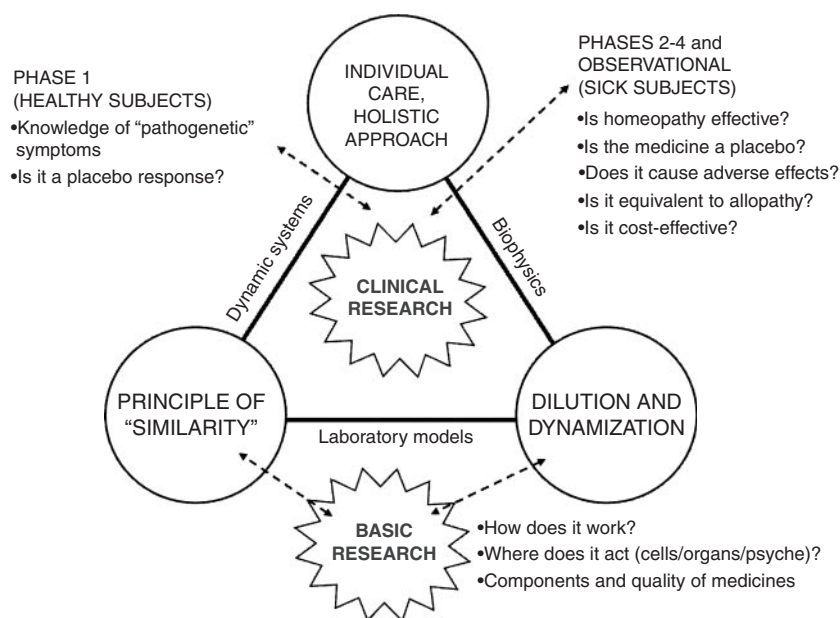 PHASE 1
(HEALTHY SUBJECTS)
•Knowledge of “pathogenetic”
symptoms
•Is it a placebo response?
INDIVIDUAL
CARE,
HOLISTIC
APPROACH
PHASES 2-4 and
OBSERVATIONAL
(SICK SUBJECTS)
•Is homeopathy effective?
•Is the medicine a placebo?
•Does it cause adverse effects?
•Is it equivalent to allopathy?
•Is it cost-effective?
Dynamic systems
Biophysics
CLINICAL
RESEARCH
PRINCIPLE OF
“SIMILARITY”
DILUTION AND
DYNAMIZATION
Laboratory models
BASIC
RESEARCH
•How does it work?
•Where does it act (cells/organs/psyche)?
•Components and quality of medicines